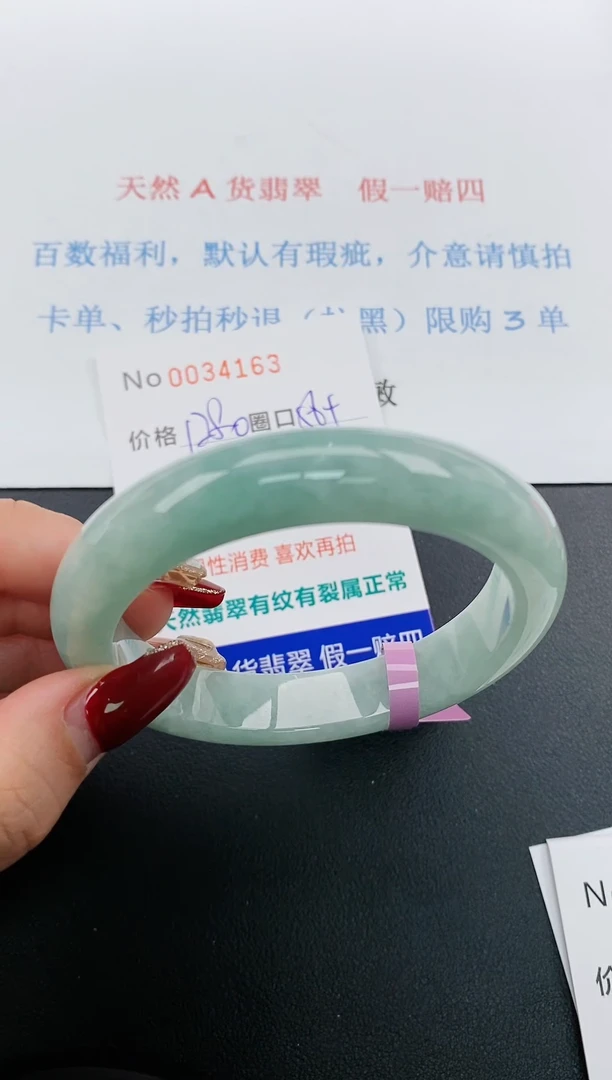 天然 A 货翡翠 假一赔四
百数福利，默认有瑕疵，介意请慎拍
卡单、秒拍秒退（ 黑）限购 3 单
No 0034163
价格 1280 圈口
性消费 喜欢再拍
天然翡翠有纹有裂属正常
货翡翠 假一赔四